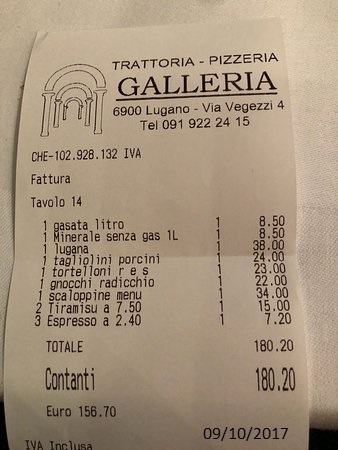 TRATTORIA - PIZZERIA
GALLERIA
6900 Lugano - Via Vegezzi 4
Tel 091 922 24 15
CHE-102.928.132 IVA
Fattura
Tavolo 14
1 gasata litro 1 8.50
1 Minerale senza gas 1L 1 8.50
1 lugana 1 38.00
1 tagliolini porcini 1 24.00
1 tortelloni r e s 1 23.00
1 gnocchi radicchio 1 22.00
1 scaloppine menu 1 34.00
2 Tiramisu a 7.50 2 15.00
3 Espresso a 2.40 1 7.20
TOTALE 180.20
Contanti 180.20
Euro 156.70
IVA Inclusa
09/10/2017